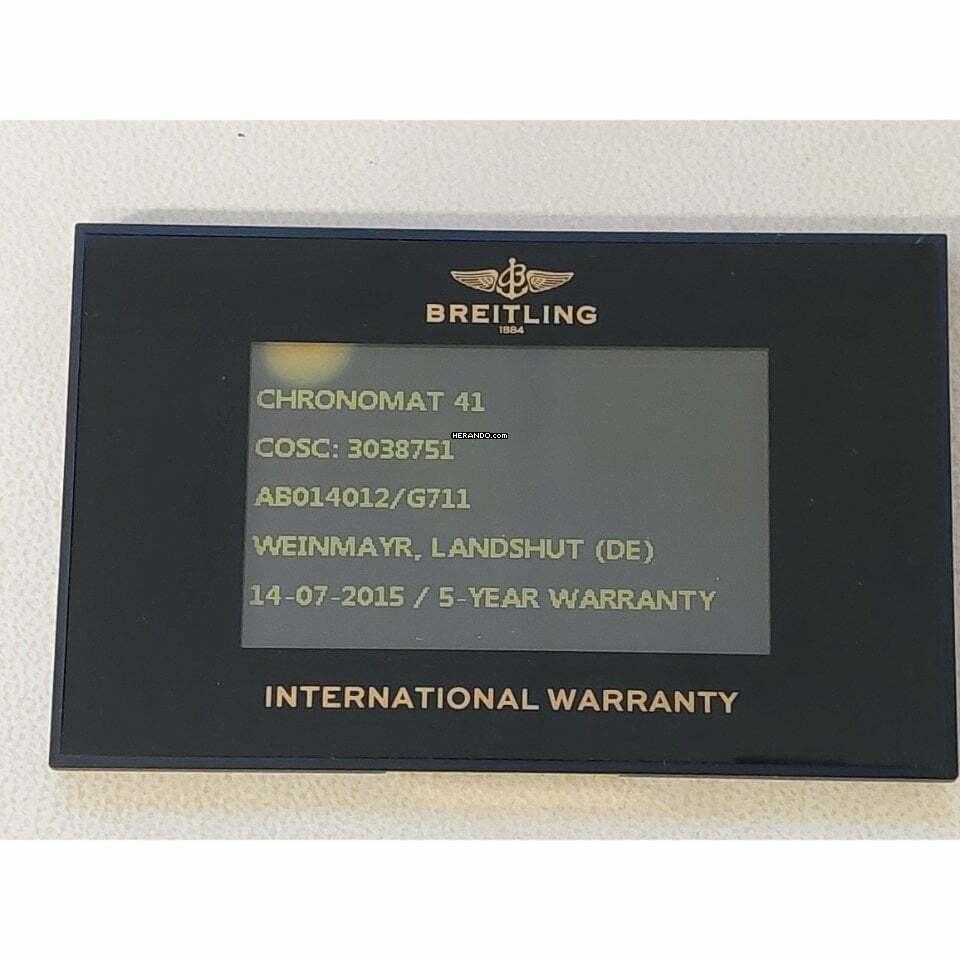 BREITLING
1884
CHRONOMAT 41
HERANDO.com
COSC: 3038751
AB014012/G711
WEINMAYR, LANDSHUT (DE)
14-07-2015 / 5-YEAR WARRANTY
INTERNATIONAL WARRANTY